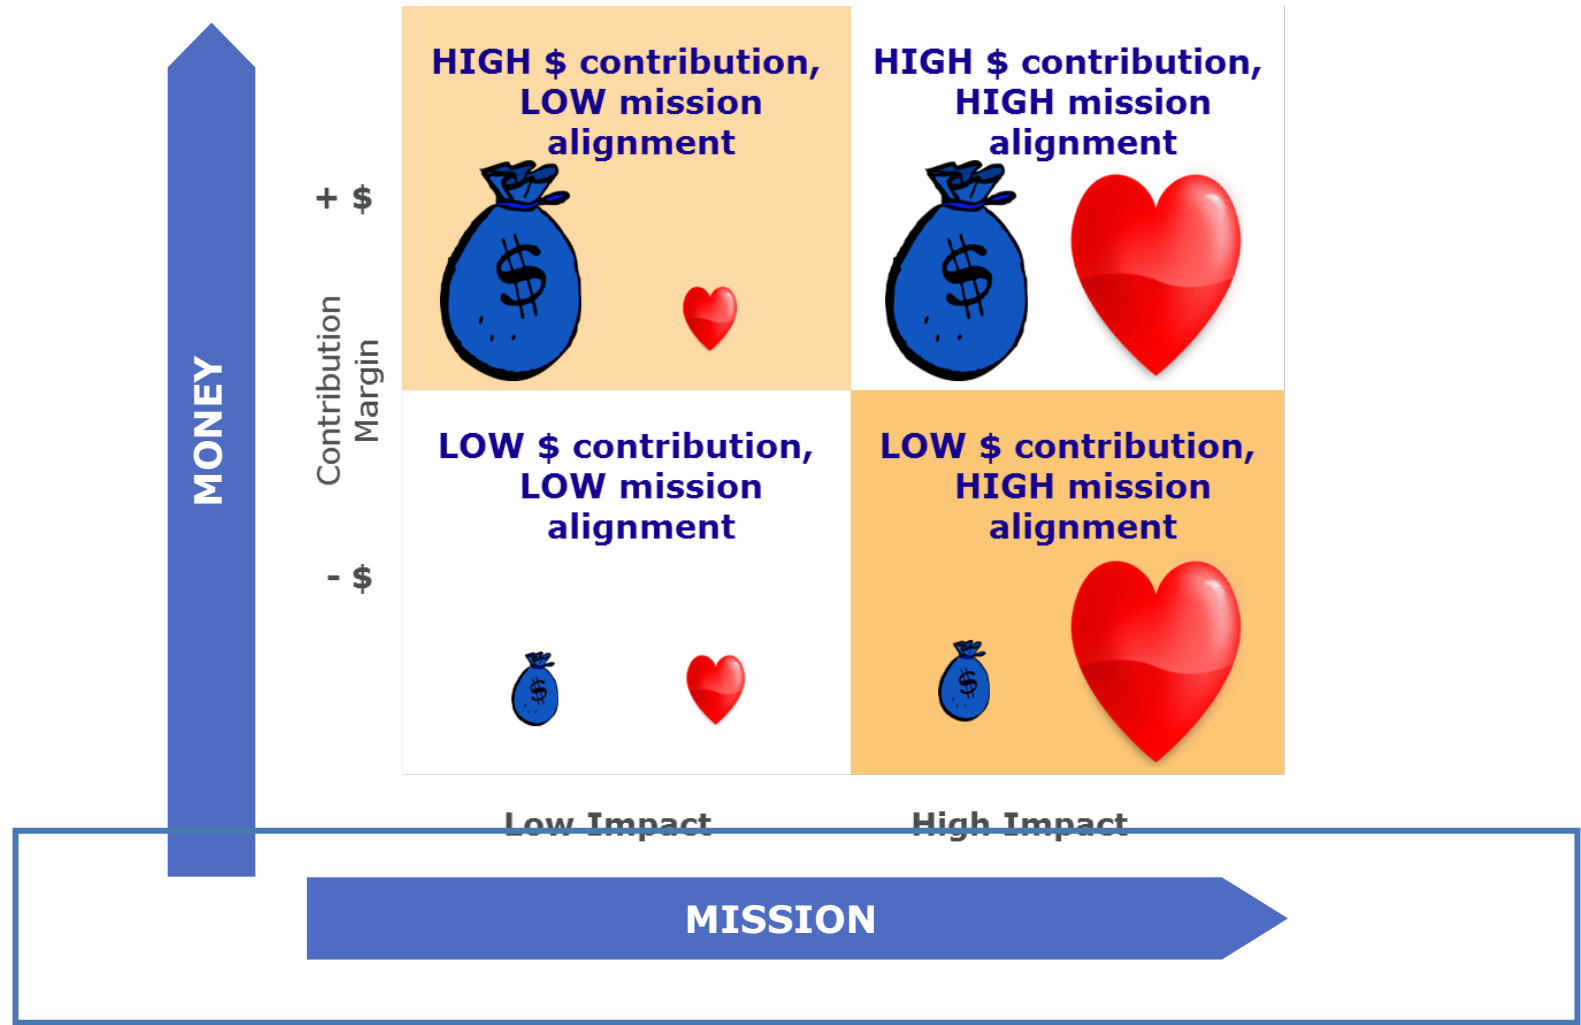 HIGH $ contribution,
LOW mission
alignment
HIGH $ contribution,
HIGH mission
alignment
+ $
$
$
MONEY
Contribution
Margin
LOW $ contribution,
LOW mission
alignment
LOW $ contribution,
HIGH mission
alignment
- $
$
$
Low Impact
High Impact
MISSION